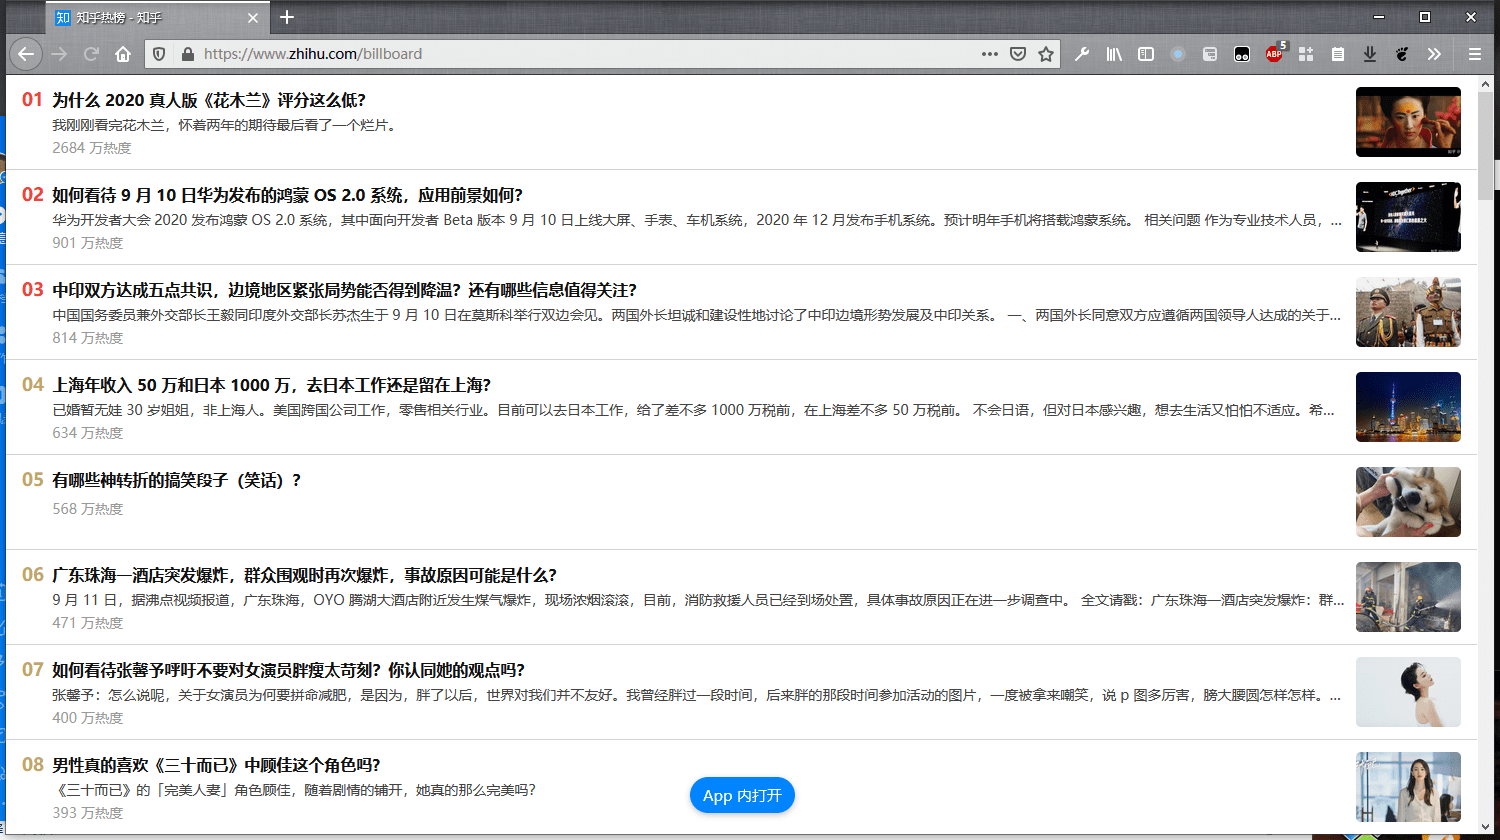 知 知乎热榜 - 知乎
https://www.zhihu.com/billboard
ABP 5
01 为什么 2020 真人版《花木兰》评分这么低？
我刚刚看完花木兰，怀着两年的期待最后看了一个烂片。
2684 万热度
02 如何看待 9 月 10 日华为发布的鸿蒙 OS 2.0 系统，应用前景如何？
华为开发者大会 2020 发布鸿蒙 OS 2.0 系统，其中面向开发者 Beta 版本 9 月 10 日上线大屏、手表、车机系统，2020 年 12 月发布手机系统。预计明年手机将搭载鸿蒙系统。 相关问题 作为专业技术人员，...
901 万热度
03 中印双方达成五点共识，边境地区紧张局势能否得到降温？还有哪些信息值得关注？
中国国务委员兼外交部长王毅同印度外交部长苏杰生于 9 月 10 日在莫斯科举行双边会见。两国外长坦诚和建设性地讨论了中印边境形势发展及中印关系。 一、两国外长同意双方应遵循两国领导人达成的关于...
814 万热度
04 上海年收入 50 万和日本 1000 万，去日本工作还是留在上海？
已婚暂无娃 30 岁姐姐，非上海人。美国跨国公司工作，零售相关行业。目前可以去日本工作，给了差不多 1000 万税前，在上海差不多 50 万税前。 不会日语，但对日本感兴趣，想去生活又怕怕不适应。希...
634 万热度
05 有哪些神转折的搞笑段子（笑话）？
568 万热度
06 广东珠海一酒店突发爆炸，群众围观时再次爆炸，事故原因可能是什么？
9 月 11 日，据沸点视频报道，广东珠海，OYO 腾湖大酒店附近发生煤气爆炸，现场浓烟滚滚，目前，消防救援人员已经到场处置，具体事故原因正在进一步调查中。 全文请戳：广东珠海一酒店突发爆炸：群...
471 万热度
07 如何看待张馨予呼吁不要对女演员胖瘦太苛刻？你认同她的观点吗？
张馨予：怎么说呢，关于女演员为何要拼命减肥，是因为，胖了以后，世界对我们并不友好。我曾经胖过一段时间，后来胖的那段时间参加活动的图片，一度被拿来嘲笑，说 p 图多厉害，膀大腰圆怎样怎样。...
400 万热度
08 男性真的喜欢《三十而已》中顾佳这个角色吗？
《三十而已》的「完美人妻」角色顾佳，随着剧情的铺开，她真的那么完美吗？
393 万热度
App 内打开